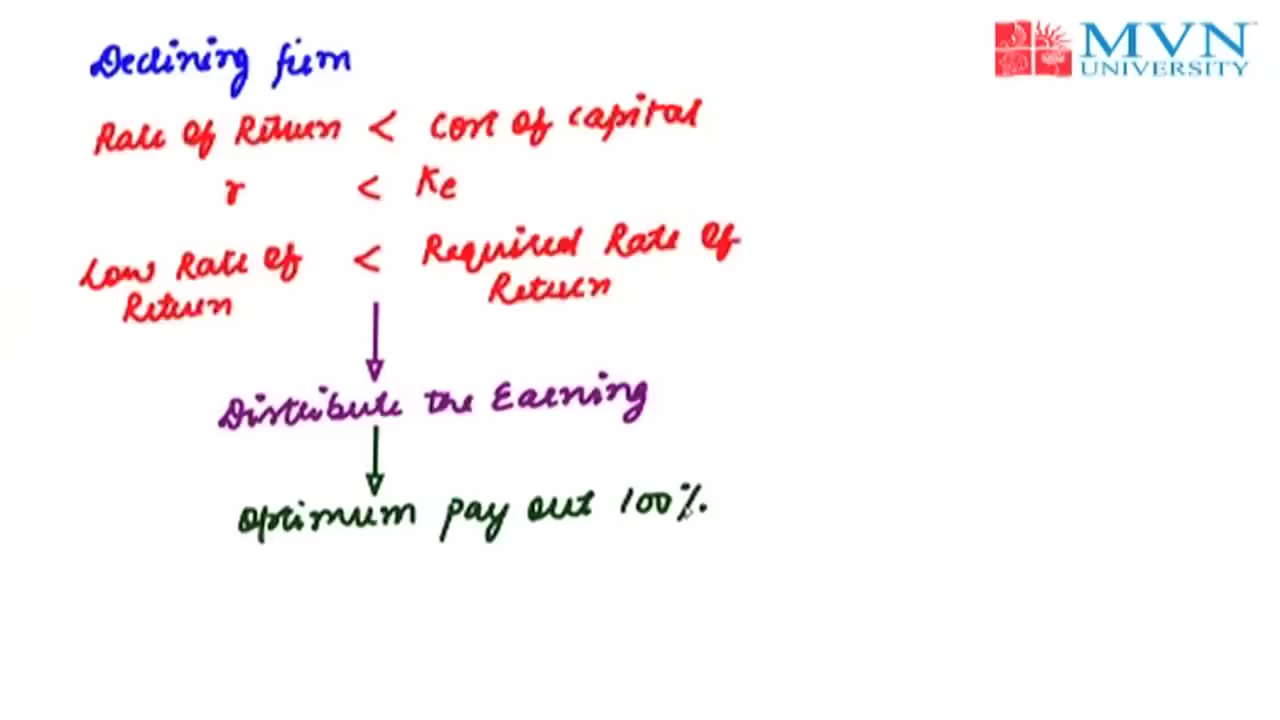 MVN
UNIVERSITY
Declining firm
Rate of Return < Cost of capital
r < Ke
Low Rate of Return < Required Rate of Return
Distribute the Earning
optimum pay out 100%.